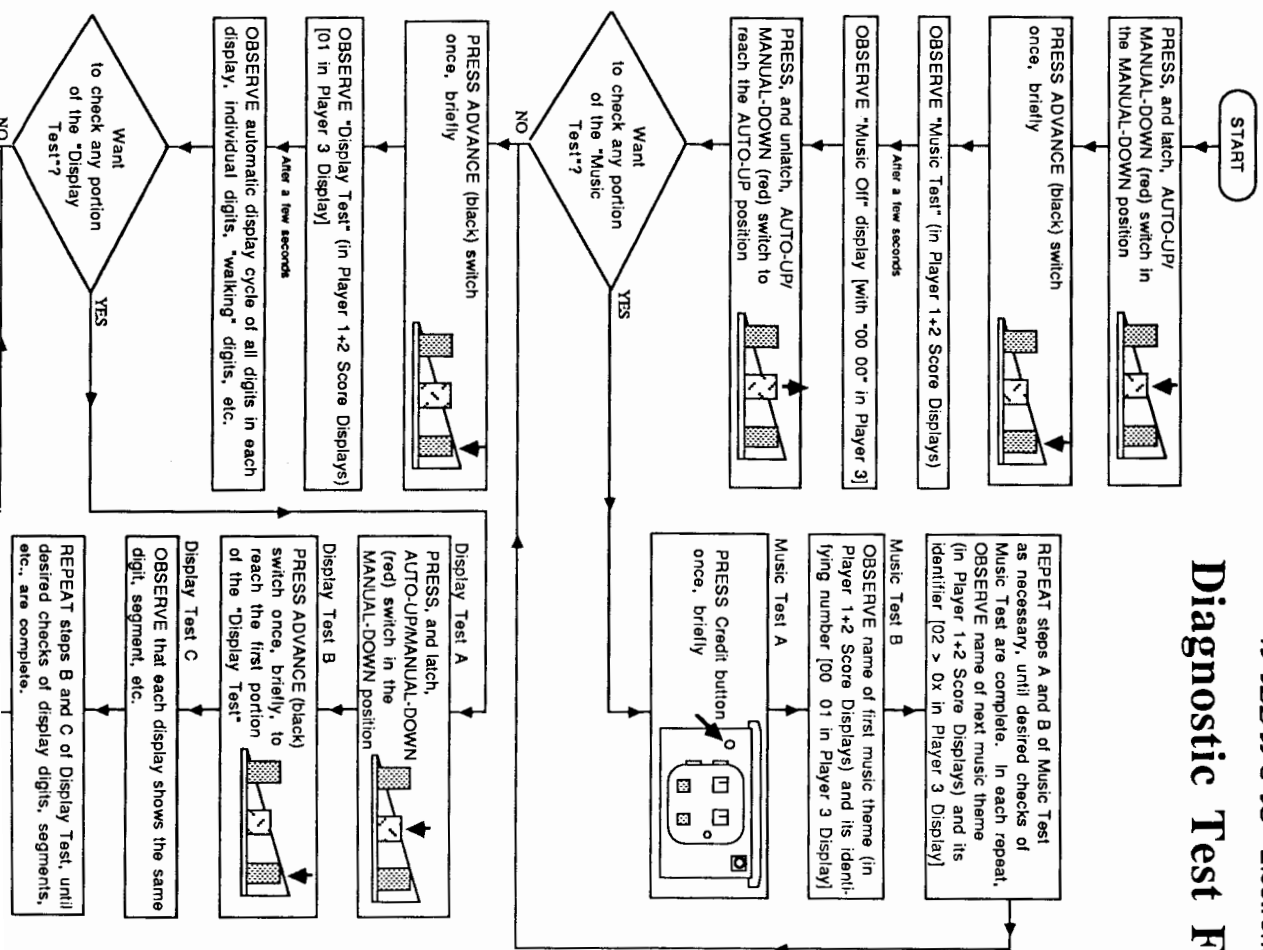 Diagnostic Test
START
PRESS, and latch, AUTO-UP/
MANUAL-DOWN (red) switch in
the MANUAL-DOWN position
PRESS ADVANCE (black) switch
once, briefly
OBSERVE "Music Test" (in Player 1+2 Score Displays)
After a few seconds
OBSERVE "Music Off" display [with "00 00" in Player 3]
PRESS, and unlatch, AUTO-UP/
MANUAL-DOWN (red) switch to
reach the AUTO-UP position
Want
to check any portion
of the "Music
Test"?
YES
NO
REPEAT steps A and B of Music Test
as necessary, until desired checks of
Music Test are complete. In each repeat,
OBSERVE name of next music theme
(in Player 1+2 Score Displays) and its
identifier [02 > 0x in Player 3 Display]
Music Test B
OBSERVE name of first music theme (in
Player 1+2 Score Displays) and its identi-
fying number [00 01 in Player 3 Display]
Music Test A
PRESS Credit button
once, briefly
PRESS ADVANCE (black) switch
once, briefly
OBSERVE "Display Test" (in Player 1+2 Score Displays)
[01 in Player 3 Display]
After a few seconds
OBSERVE automatic display cycle of all digits in each
display, individual digits, "walking" digits, etc.
Want
to check any portion
of the "Display
Test"?
YES
NO
Display Test A
PRESS, and latch,
AUTO-UP/MANUAL-DOWN
(red) switch in the
MANUAL-DOWN position
Display Test B
PRESS ADVANCE (black)
switch once, briefly, to
reach the first portion
of the "Display Test"
Display Test C
OBSERVE that each display shows the same
digit, segment, etc.
REPEAT steps B and C of Display Test, until
desired checks of display digits, segments,
etc., are complete.